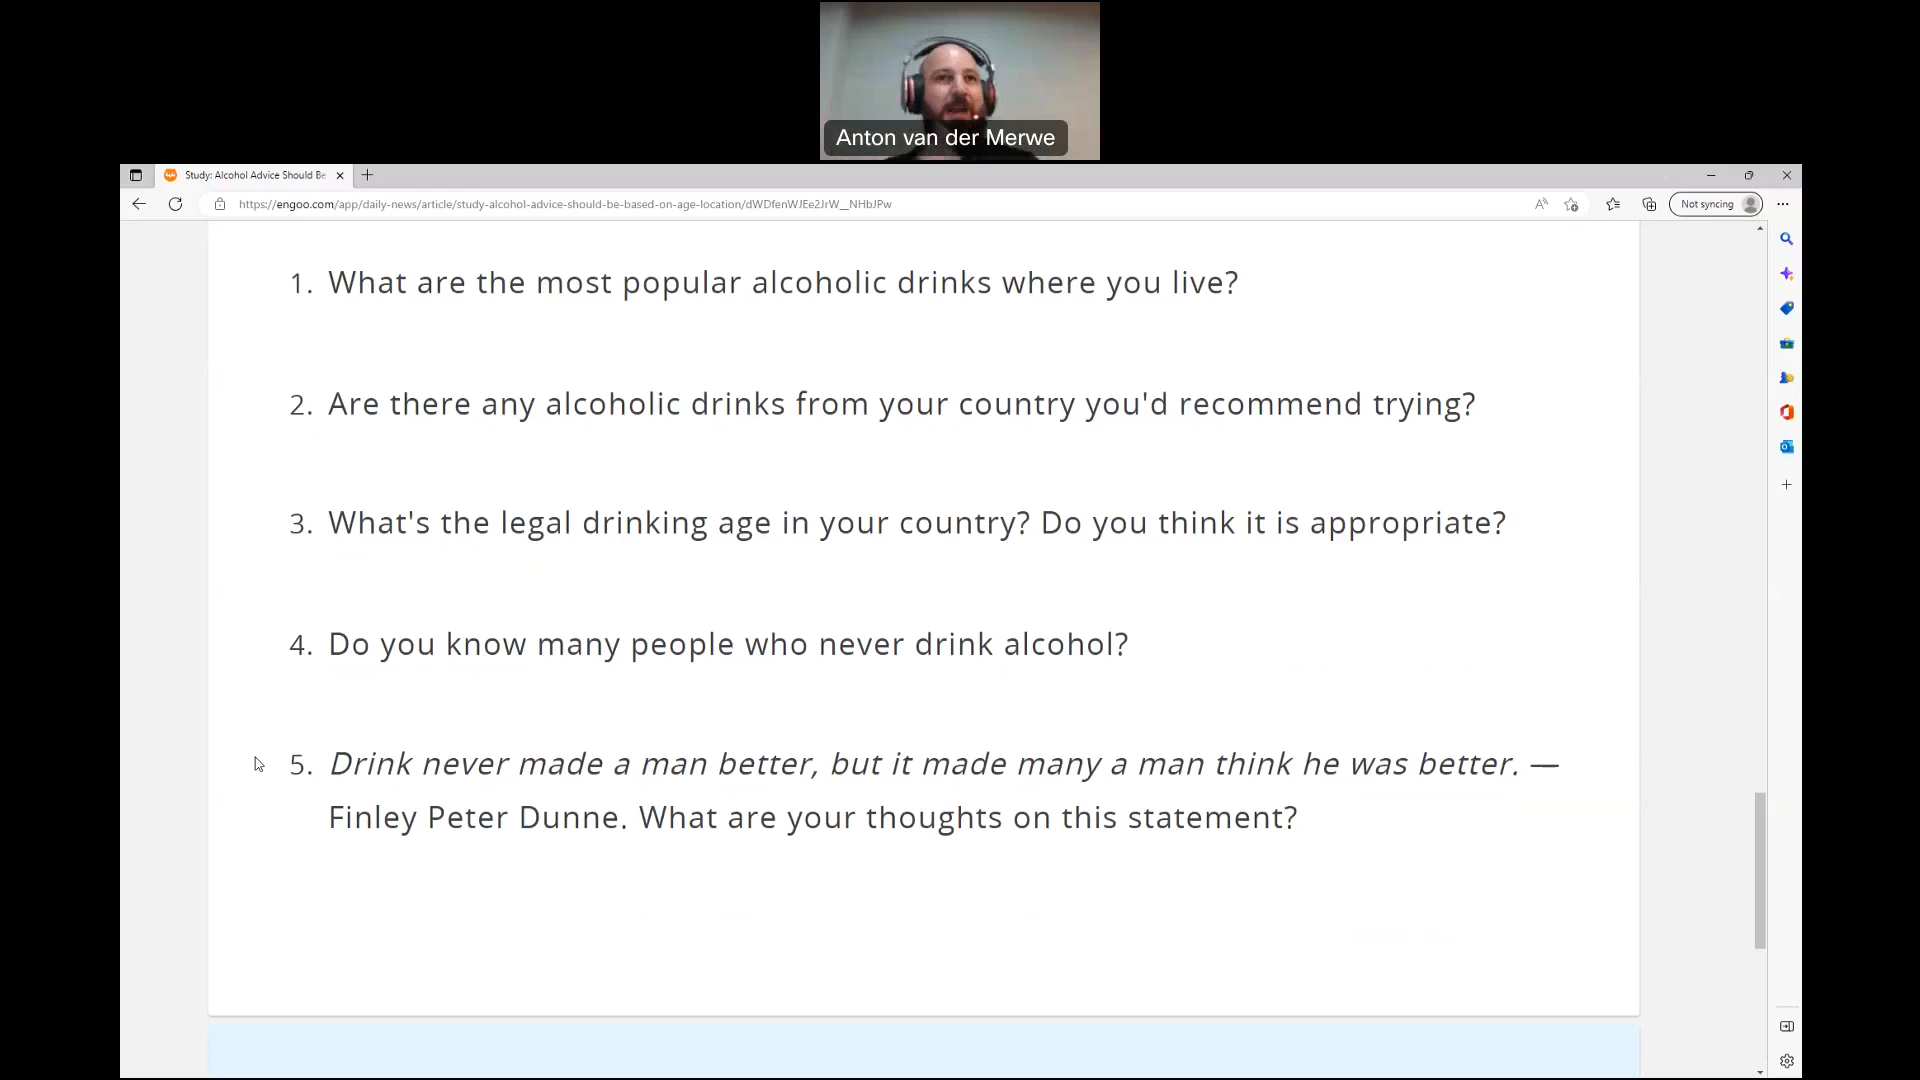 Anton van der Merwe
Study: Alcohol Advice Should Be
https://engoo.com/app/daily-news/article/study-alcohol-advice-should-be-based-on-age-location/dWDfenWJEe2JrW__NHbJPw
Not syncing
1. What are the most popular alcoholic drinks where you live?
2. Are there any alcoholic drinks from your country you'd recommend trying?
3. What's the legal drinking age in your country? Do you think it is appropriate?
4. Do you know many people who never drink alcohol?
5. Drink never made a man better, but it made many a man think he was better. —
Finley Peter Dunne. What are your thoughts on this statement?